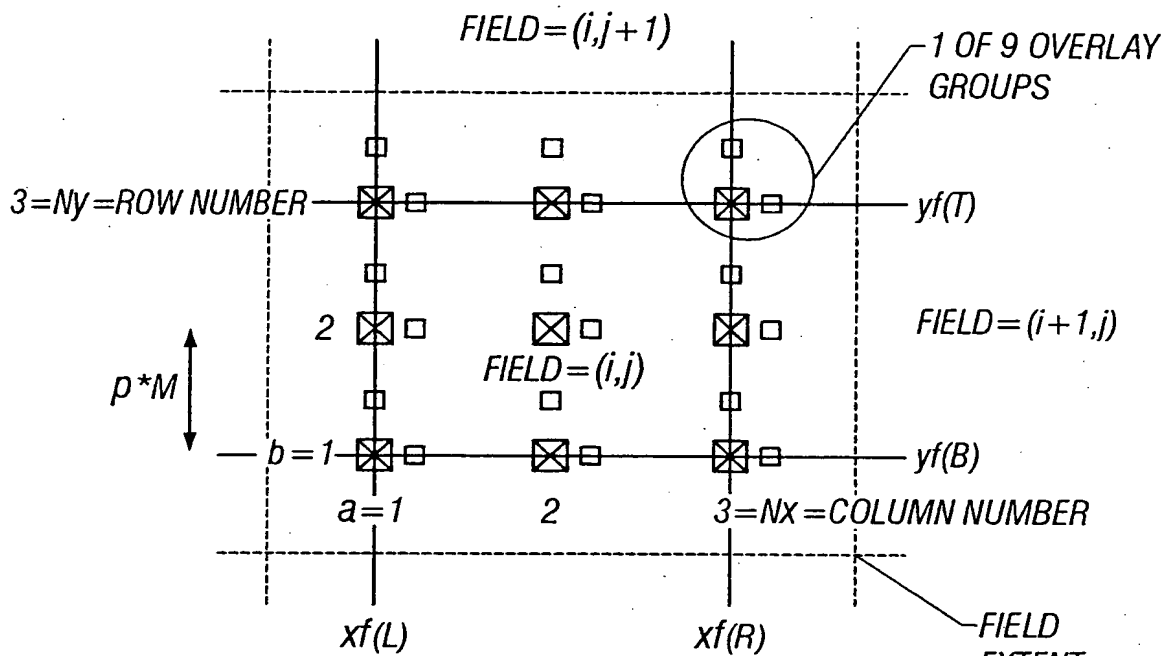 FIELD=(i,j+1)
1 OF 9 OVERLAY
GROUPS
3=Ny=ROW NUMBER
yf(T)
2
FIELD=(i+1,j)
FIELD=(i,j)
p*M
b=1
yf(B)
a=1
2
3=Nx=COLUMN NUMBER
xf(L)
xf(R)
FIELD
EXTENT